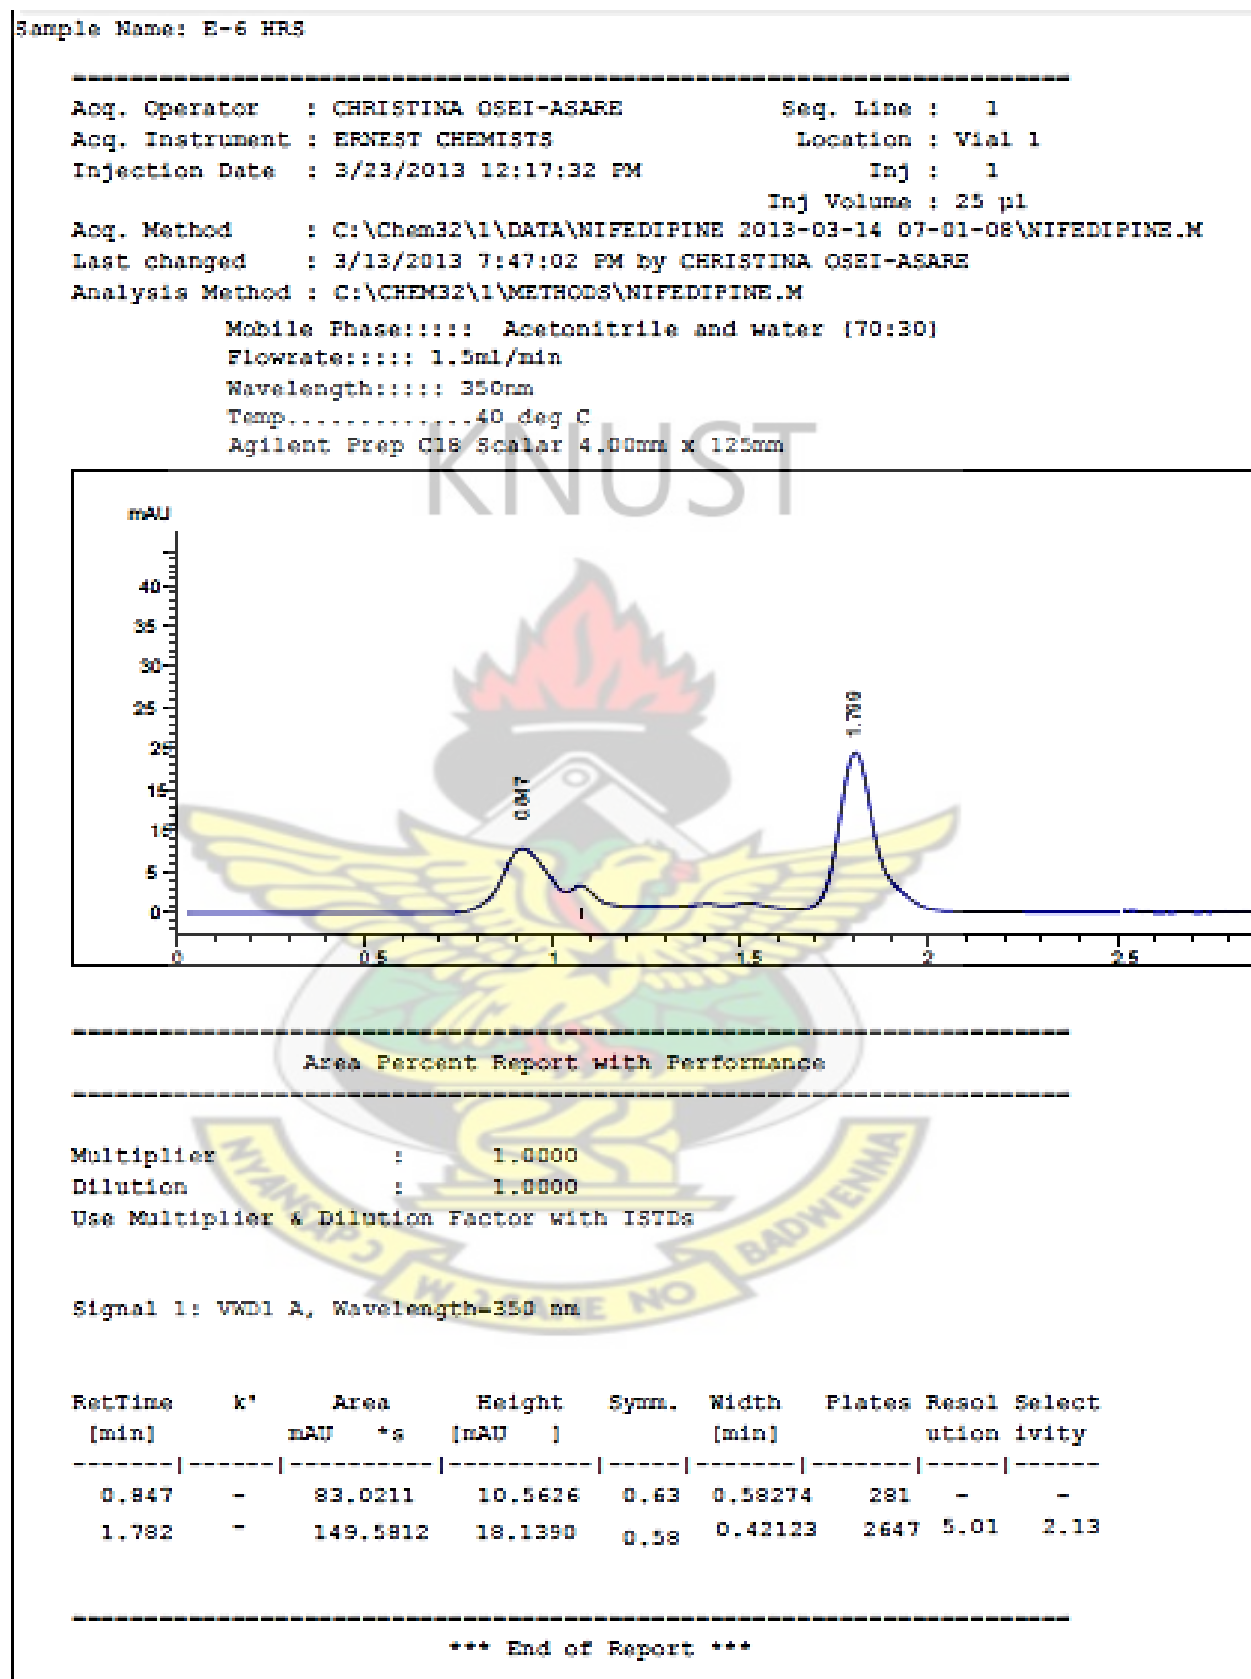 Sample Name: E-6 HRS
Acq. Operator : CHRISTINA OSEI-ASARE Seq. Line : 1
Acq. Instrument : ERNEST CHEMISTS Location : Vial 1
Injection Date : 3/23/2013 12:17:32 PM Inj : 1
Inj Volume : 25 µl
Acq. Method : C:\Chem32\1\DATA\NIFEDIPINE 2013-03-14 07-01-08\NIFEDIPINE.M
Last changed : 3/13/2013 7:47:02 PM by CHRISTINA OSEI-ASARE
Analysis Method : C:\CHEM32\1\METHODS\NIFEDIPINE.M
Mobile Phase::::: Acetonitrile and water [70:30]
Flowrate::::: 1.5ml/min
Wavelength::::: 350nm
Temp.............40 deg C
Agilent Prep C18 Scalar 4.00mm x 125mm
KNUST
mAU
40
35
30
25
15
5
0
0 0.5 1 1.5 2 2.5
Area Percent Report with Performance
Multiplier : 1.0000
Dilution : 1.0000
Use Multiplier & Dilution Factor with ISTDs
NYANSAPƆ WƆSANE NO BADWENMA
Signal 1: VWD1 A, Wavelength=350 nm
RetTime k' Area Height Symm. Width Plates Resol Select
[min] mAU *s [mAU ] [min] ution ivity
-------|------|----------|----------|-----|-------|-------|-----|------
0.847 - 83.0211 10.5626 0.63 0.58274 281 - -
1.782 - 149.5812 18.1390 0.58 0.42123 2647 5.01 2.13
*** End of Report ***